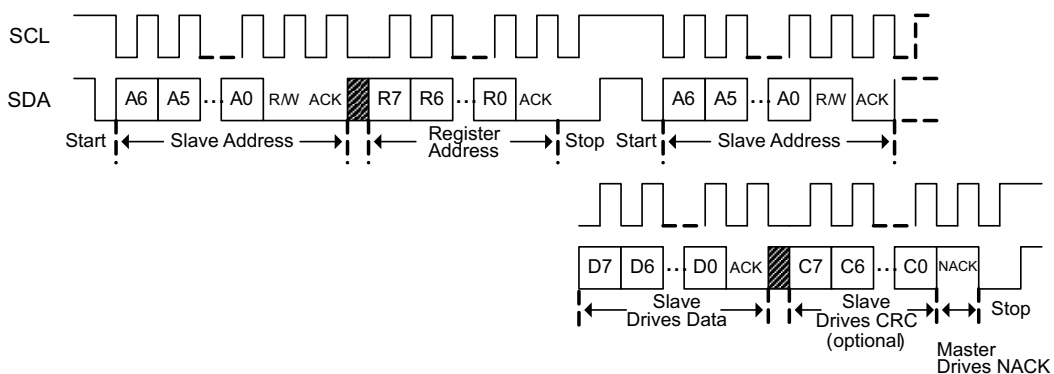 SCL
SDA
A6 A5 ... A0 R/W ACK R7 R6 ... R0 ACK A6 A5 ... A0 R/W ACK
Start Slave Address Register Stop Start Slave Address
Address
D7 D6 ... D0 ACK C7 C6 ... C0 NACK
Slave Slave Stop
Drives Data Drives CRC
(optional) Master
Drives NACK